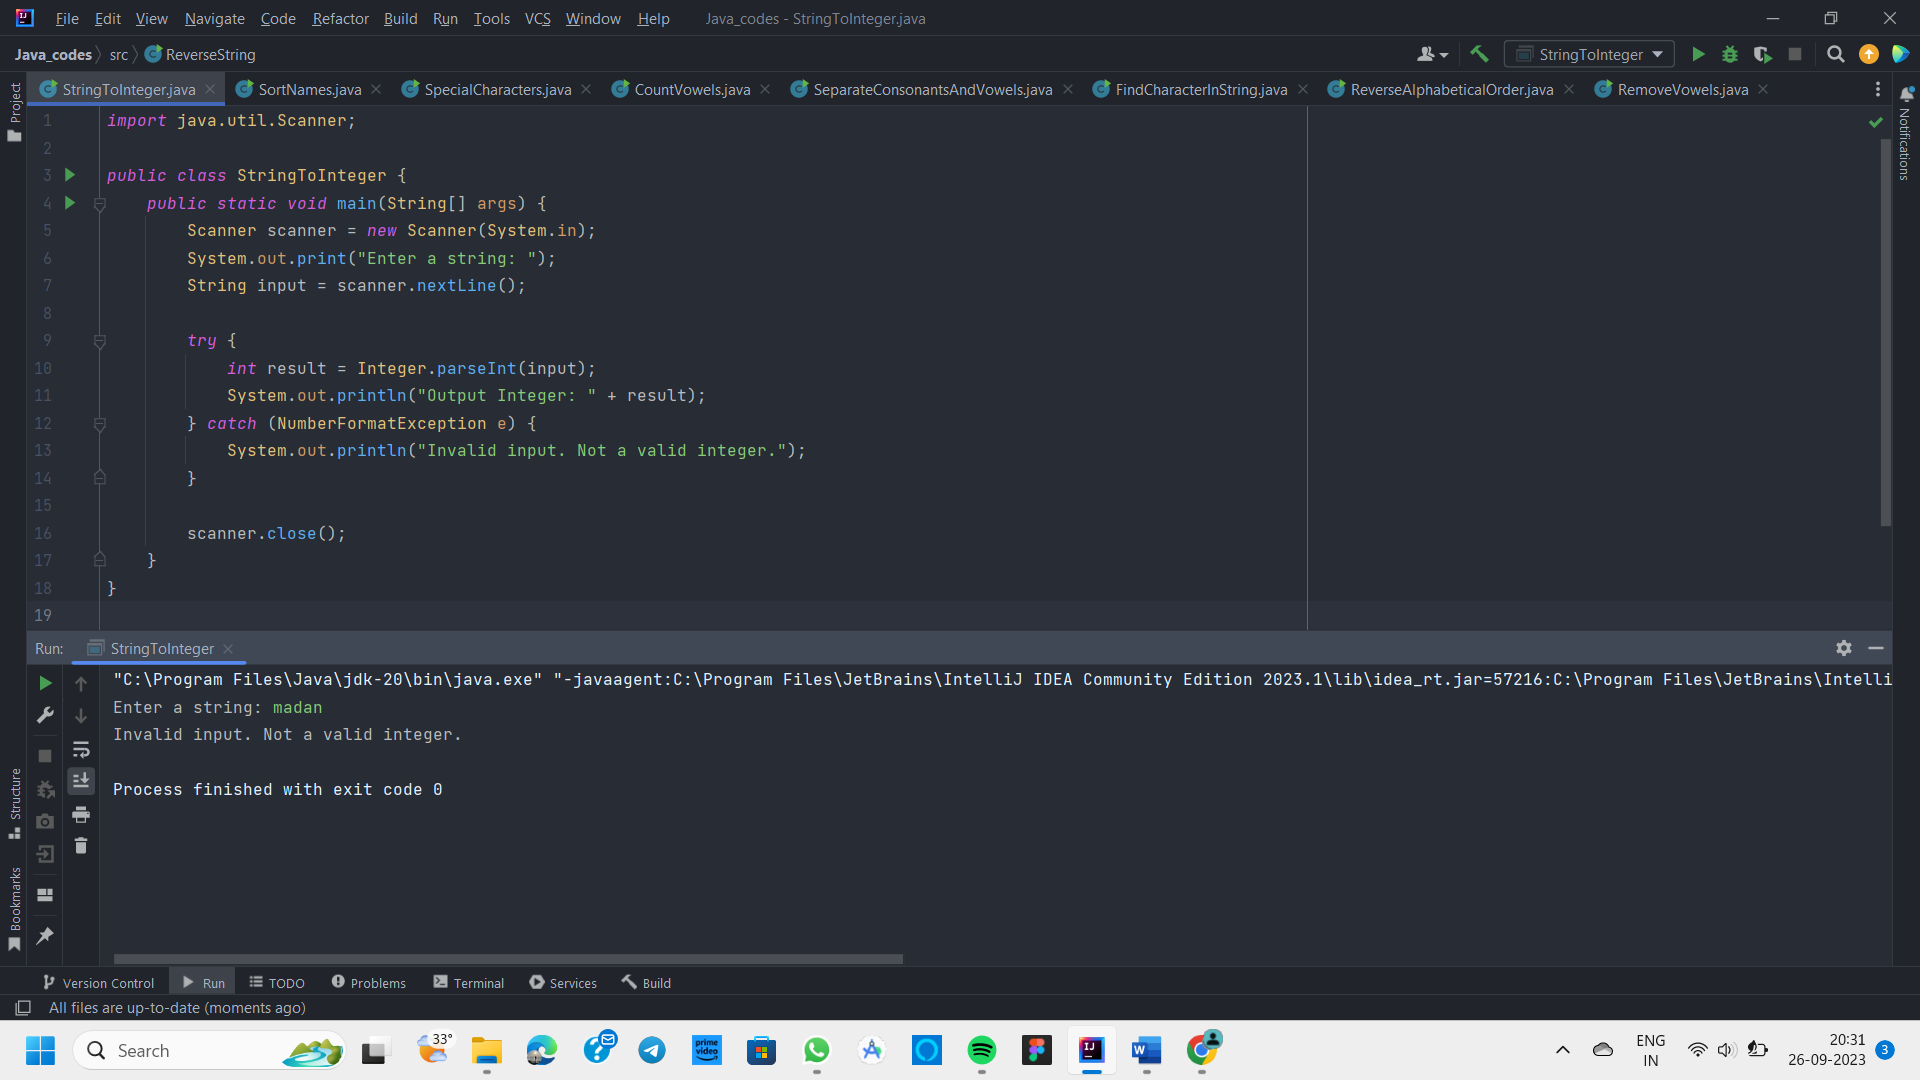 File Edit View Navigate Code Refactor Build Run Tools VCS Window Help Java_codes - StringToInteger.java
Java_codes src ReverseString StringToInteger
StringToInteger.java SortNames.java SpecialCharacters.java CountVowels.java SeparateConsonantsAndVowels.java FindCharacterInString.java ReverseAlphabeticalOrder.java RemoveVowels.java
Project
Notifications
1 import java.util.Scanner;
2
3 public class StringToInteger {
4 public static void main(String[] args) {
5 Scanner scanner = new Scanner(System.in);
6 System.out.print("Enter a string: ");
7 String input = scanner.nextLine();
8
9 try {
10 int result = Integer.parseInt(input);
11 System.out.println("Output Integer: " + result);
12 } catch (NumberFormatException e) {
13 System.out.println("Invalid input. Not a valid integer.");
14 }
15
16 scanner.close();
17 }
18 }
19
Run: StringToInteger
"C:\Program Files\Java\jdk-20\bin\java.exe" "-javaagent:C:\Program Files\JetBrains\IntelliJ IDEA Community Edition 2023.1\lib\idea_rt.jar=57216:C:\Program Files\JetBrains\Intelli
Enter a string: madan
Invalid input. Not a valid integer.
Process finished with exit code 0
Structure
Bookmarks
Version Control Run TODO Problems Terminal Services Build
All files are up-to-date (moments ago)
Search 33° prime video ENG 20:31
IN 26-09-2023 3